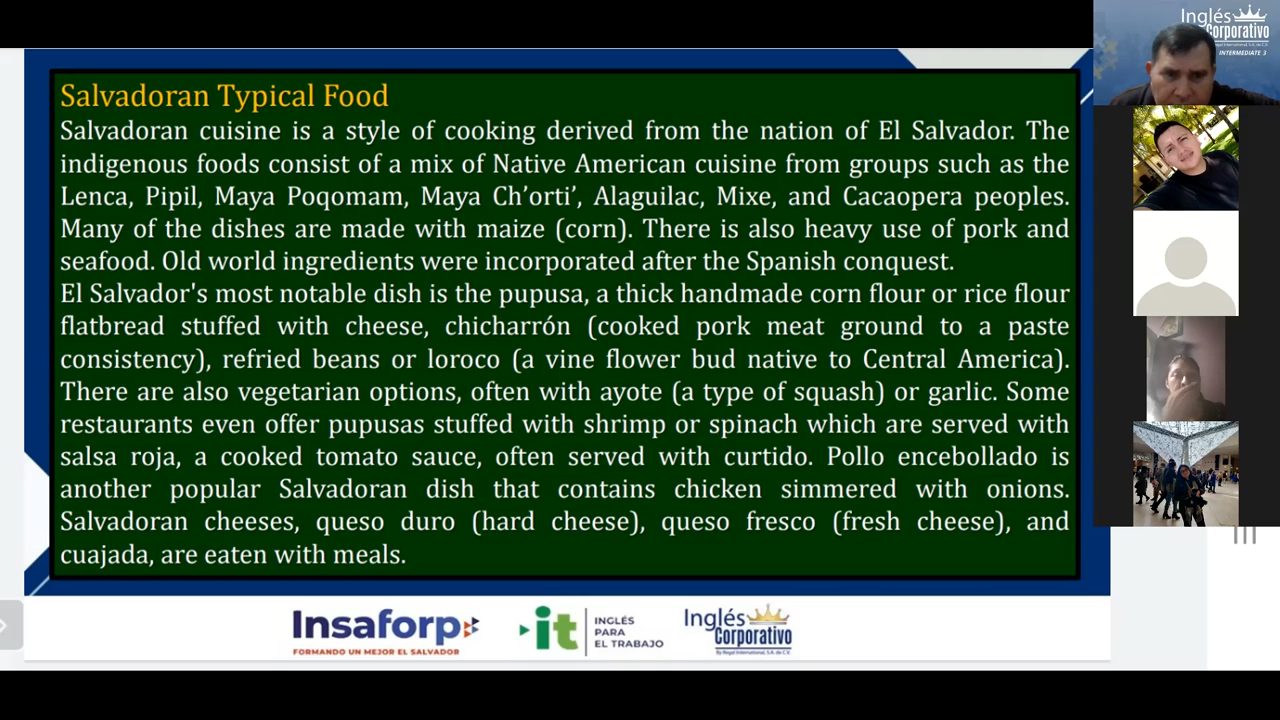 Salvadoran Typical Food
Salvadoran cuisine is a style of cooking derived from the nation of El Salvador. The
indigenous foods consist of a mix of Native American cuisine from groups such as the
Lenca, Pipil, Maya Poqomam, Maya Ch’orti’, Alaguilac, Mixe, and Cacaopera peoples.
Many of the dishes are made with maize (corn). There is also heavy use of pork and
seafood. Old world ingredients were incorporated after the Spanish conquest.
El Salvador's most notable dish is the pupusa, a thick handmade corn flour or rice flour
flatbread stuffed with cheese, chicharrón (cooked pork meat ground to a paste
consistency), refried beans or loroco (a vine flower bud native to Central America).
There are also vegetarian options, often with ayote (a type of squash) or garlic. Some
restaurants even offer pupusas stuffed with shrimp or spinach which are served with
salsa roja, a cooked tomato sauce, often served with curtido. Pollo encebollado is
another popular Salvadoran dish that contains chicken simmered with onions.
Salvadoran cheeses, queso duro (hard cheese), queso fresco (fresh cheese), and
cuajada, are eaten with meals.
Insaforp
FORMANDO UN MEJOR EL SALVADOR
it
INGLÉS
PARA
EL TRABAJO
Inglés
Corporativo
By Regal International, S.A. de C.V.
Inglés
Corporativo
By Regal International, S.A. de C.V.
INTERMEDIATE 3